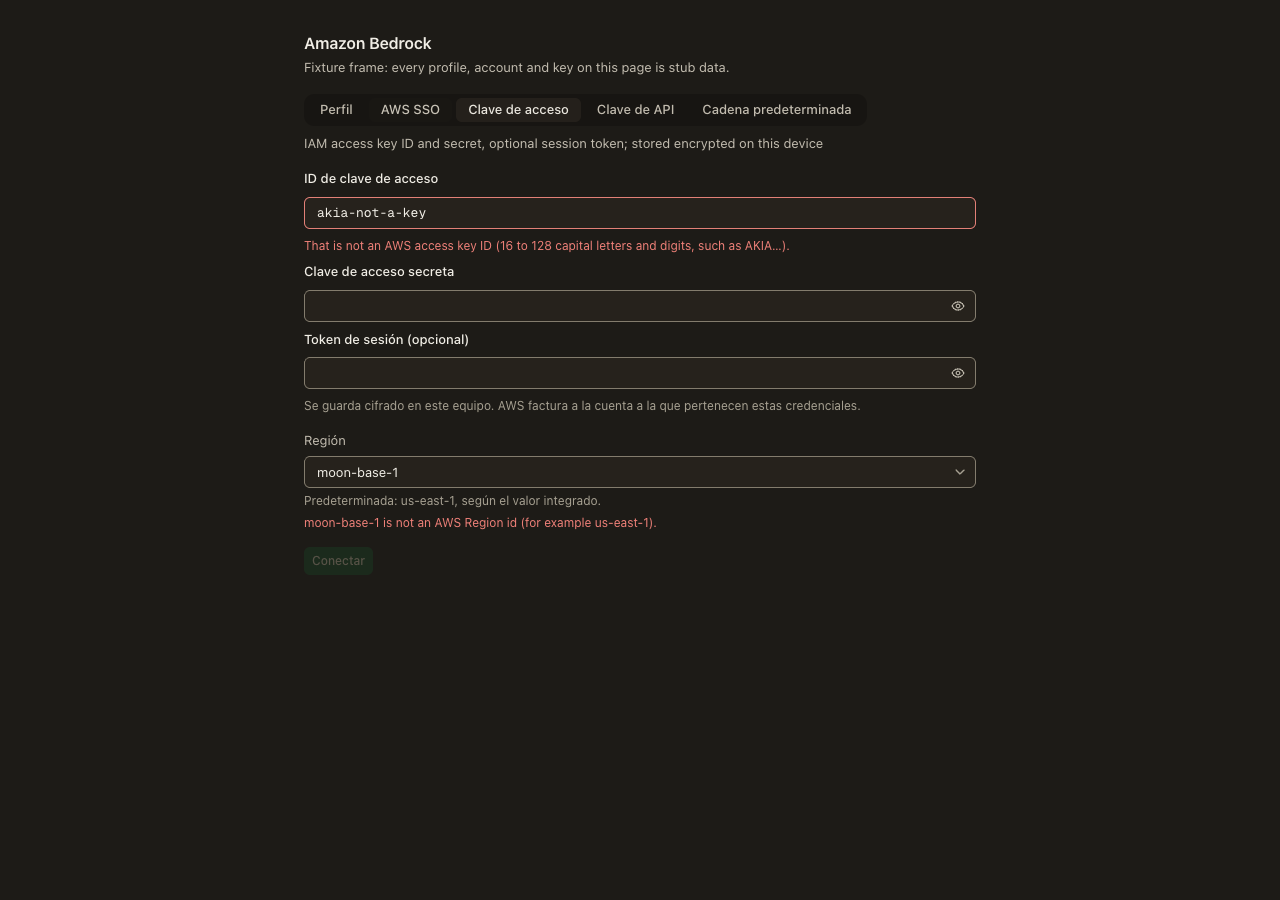 Amazon Bedrock
Fixture frame: every profile, account and key on this page is stub data.
Perfil AWS SSO Clave de acceso Clave de API Cadena predeterminada
IAM access key ID and secret, optional session token; stored encrypted on this device
ID de clave de acceso
akia-not-a-key
That is not an AWS access key ID (16 to 128 capital letters and digits, such as AKIA…).
Clave de acceso secreta
Token de sesión (opcional)
Se guarda cifrado en este equipo. AWS factura a la cuenta a la que pertenecen estas credenciales.
Región
moon-base-1
Predeterminada: us-east-1, según el valor integrado.
moon-base-1 is not an AWS Region id (for example us-east-1).
Conectar